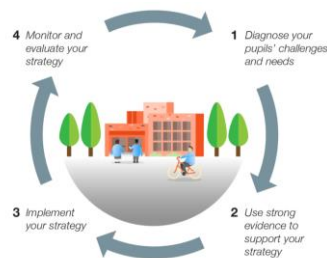 1 Diagnose your
pupils' challenges
and needs
2 Use strong
evidence to
support your
strategy
3 Implement
your strategy
4 Monitor and
evaluate your
strategy